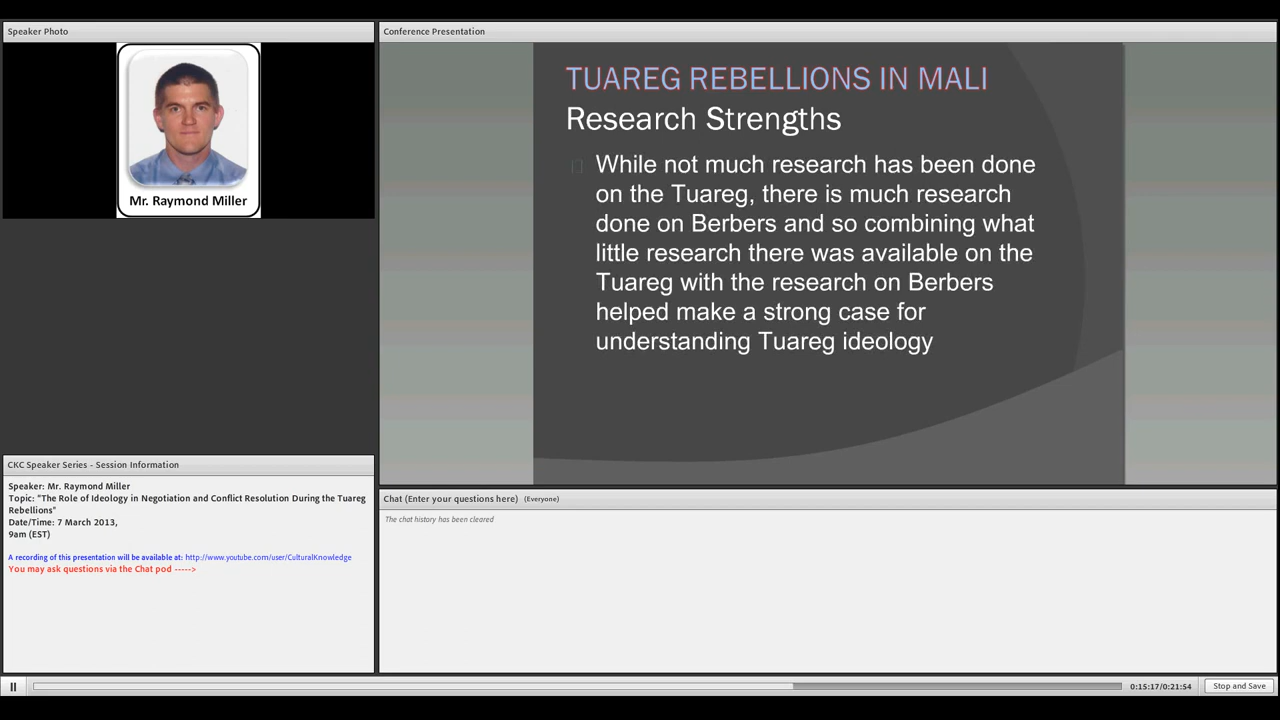 Speaker Photo
Mr. Raymond Miller
Conference Presentation
TUAREG REBELLIONS IN MALI
Research Strengths
While not much research has been done
on the Tuareg, there is much research
done on Berbers and so combining what
little research there was available on the
Tuareg with the research on Berbers
helped make a strong case for
understanding Tuareg ideology
CKC Speaker Series - Session Information
Speaker: Mr. Raymond Miller
Topic: "The Role of Ideology in Negotiation and Conflict Resolution During the Tuareg
Rebellions"
Date/Time: 7 March 2013,
9am (EST)
A recording of this presentation will be available at: http://www.youtube.com/user/CulturalKnowledge
You may ask questions via the Chat pod ----->
Chat (Enter your questions here) (Everyone)
The chat history has been cleared
0:15:17/0:21:54
Stop and Save